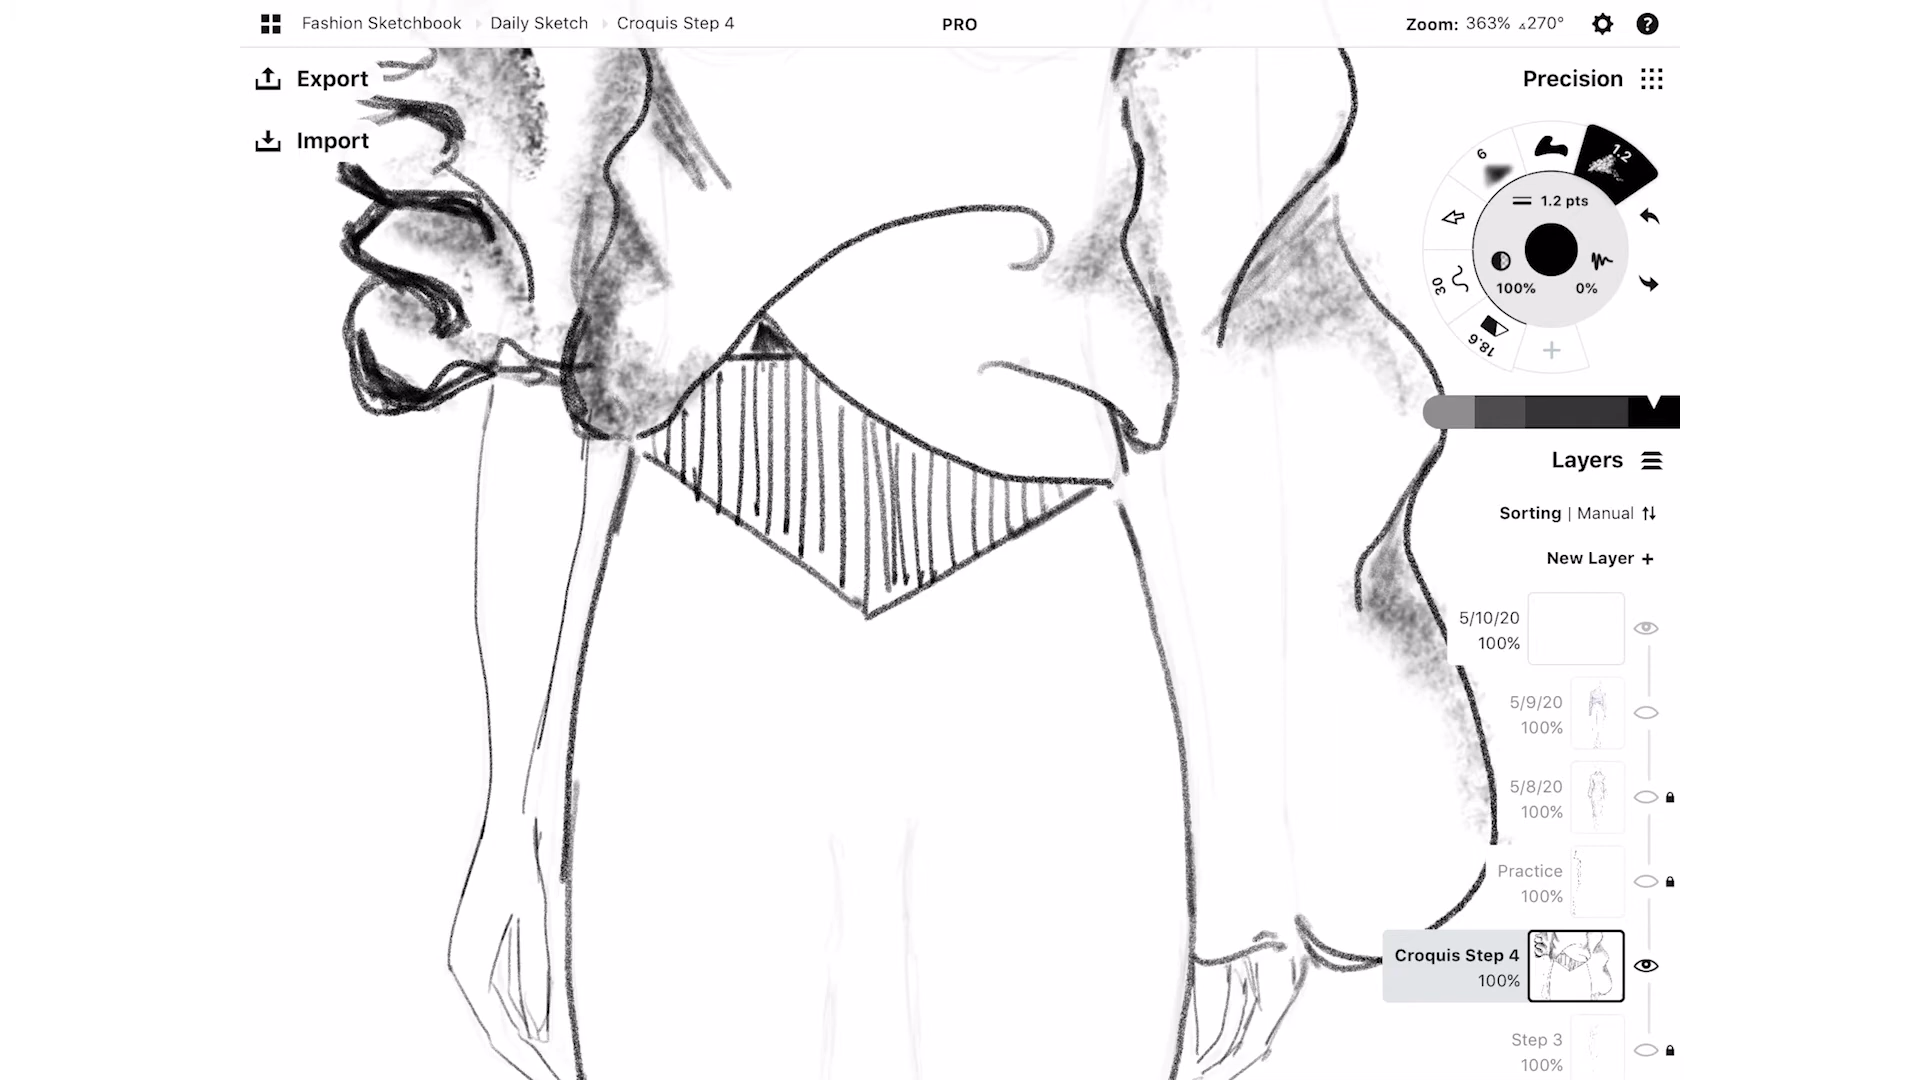 Fashion Sketchbook Daily Sketch Croquis Step 4
PRO
Zoom: 363% ⊿270°
Export
Import
Precision
6
1.2
1.2 pts
100%
0%
30
18.6
Layers
Sorting | Manual
New Layer +
5/10/20
100%
5/9/20
100%
5/8/20
100%
Practice
100%
Croquis Step 4
100%
Step 3
100%